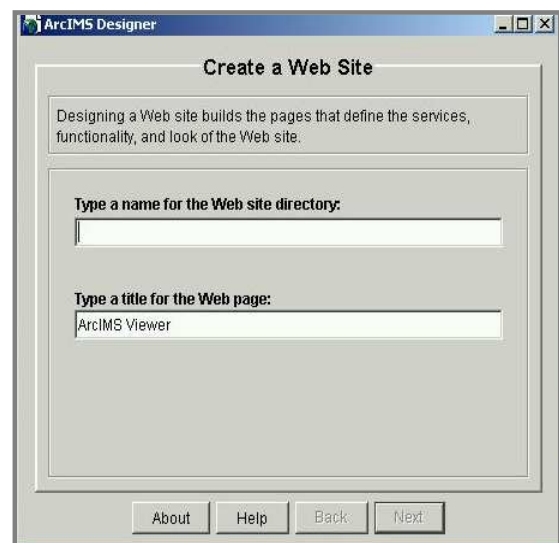 ArcIMS Designer
Create a Web Site
Designing a Web site builds the pages that define the services,
functionality, and look of the Web site.
Type a name for the Web site directory:
Type a title for the Web page:
ArcIMS Viewer
About Help Back Next